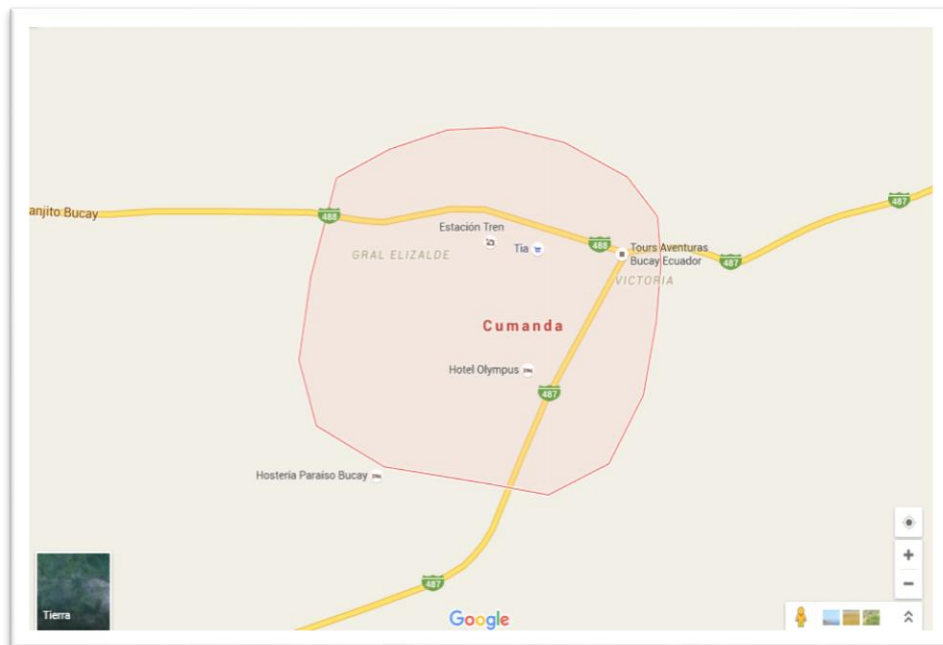 anjito Bucay
488
487
Estación Tren
Tia
488
Tours Aventuras
Bucay Ecuador
487
GRAL ELIZALDE
VICTORIA
Cumanda
Hotel Olympus
487
Hostería Paraíso Bucay
487
Tierra
Google